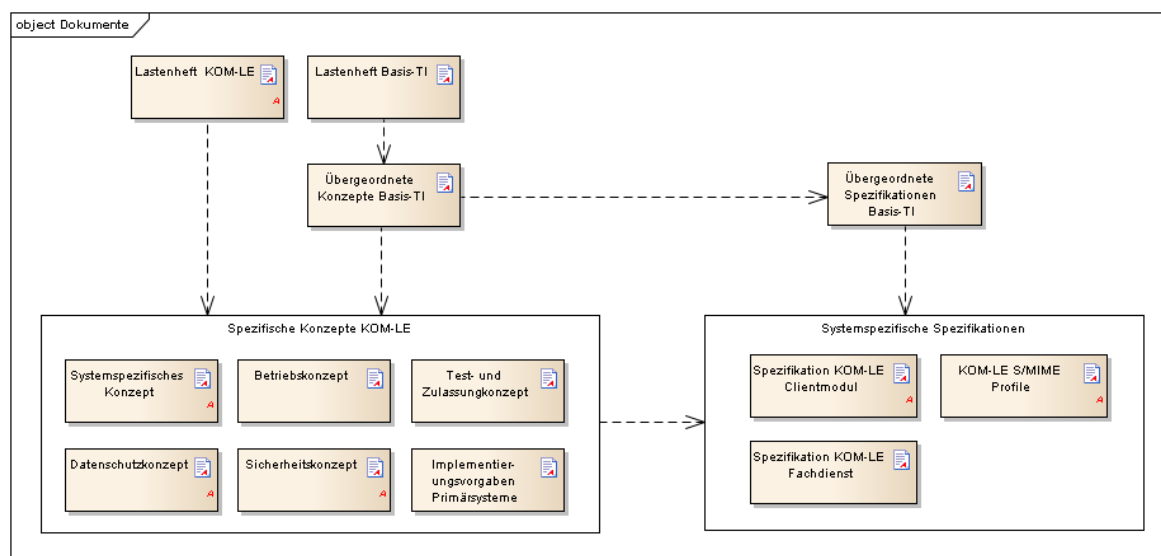 object Dokumente
Lastenheft KOM-LE
A
Lastenheft Basis-TI
Übergeordnete
Konzepte Basis-TI
Übergeordnete
Spezifikationen
Basis-TI
Spezifische Konzepte KOM-LE
Systemspezifisches
Konzept
A
Betriebskonzept
Test- und
Zulassungkonzept
Datenschutzkonzept
A
Sicherheitskonzept
A
Implementier-
ungsvorgaben
Primärsysteme
Systemspezifische Spezifikationen
Spezifikation KOM-LE
Clientmodul
A
KOM-LE S/MIME
Profile
A
Spezifikation KOM-LE
Fachdienst